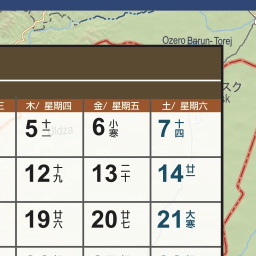 Ozero Barun-Torej
スク
sk
三 木/ 星期四 金/ 星期五 土/ 星期六
5 十二 6 小寒 7 十四
12 十九 13 二十 14 廿一
19 廿六 20 廿七 21 大寒